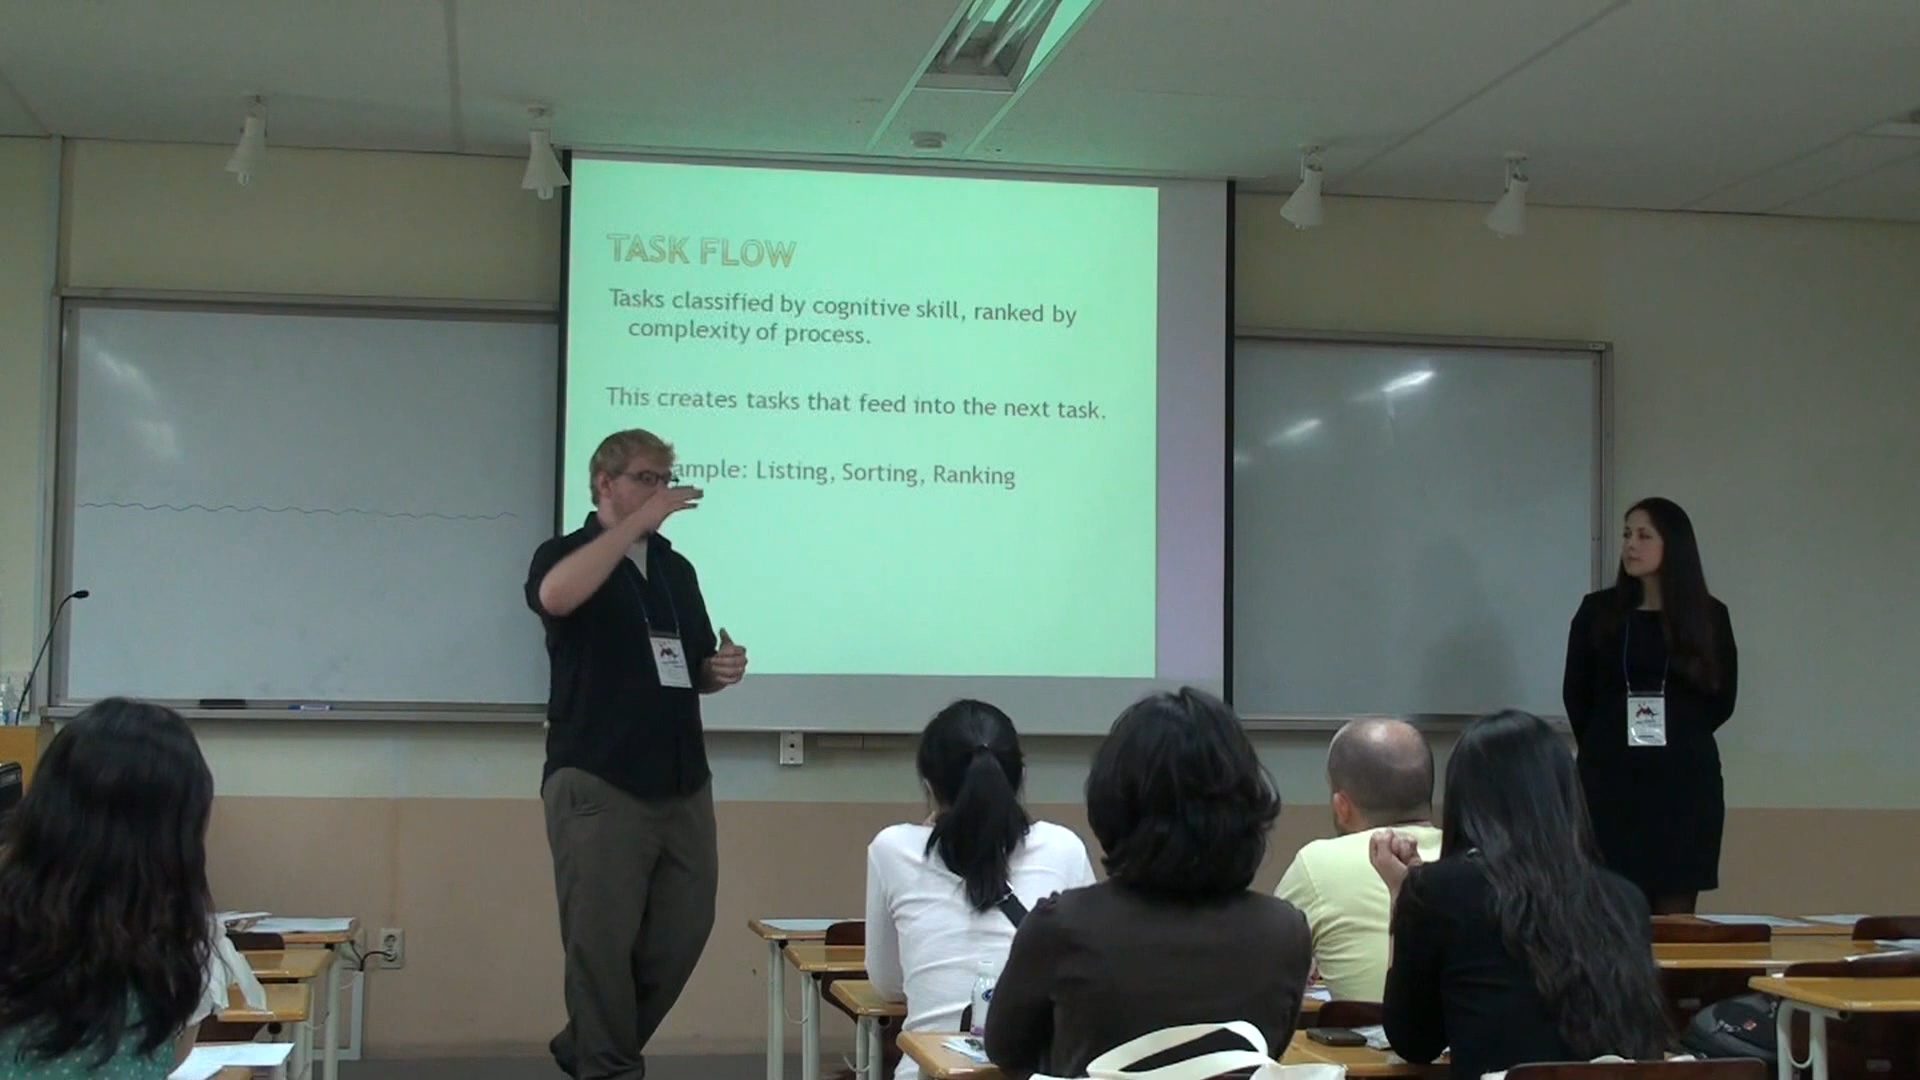 TASK FLOW
Tasks classified by cognitive skill, ranked by
complexity of process.
This creates tasks that feed into the next task.
ample: Listing, Sorting, Ranking